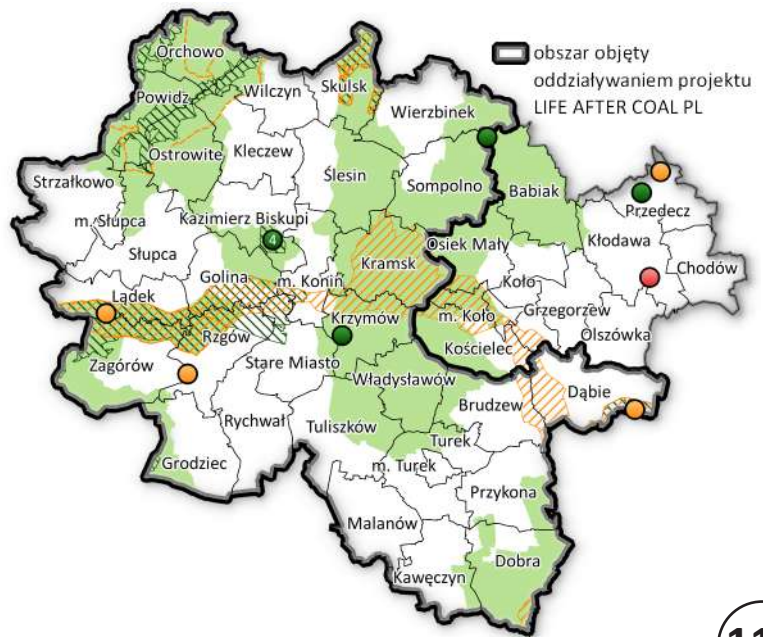 Orchowo
Powidz
Wilczyn
Skulsk
obszar objęty
oddziaływaniem projektu
LIFE AFTER COAL PL
Wierzbinek
Ostrowite
Kleczew
Ślesin
Sompolno
Babiak
Strzałkowo
m. Słupca
Kazimierz Biskupi
4
Przedecz
Słupca
Osiek Mały
Kłodawa
Kramsk
Chodów
Golina
m. Konin
Koło
Lądek
Grzegorzew
m. Koło
Krzymów
Olszówka
Rzgów
Kościelec
Zagórów
Stare Miasto
Władysławów
Dąbie
Brudzew
Rychwał
Tuliszków
Turek
Grodziec
m. Turek
Przykona
Malanów
Dobra
Kawęczyn
11